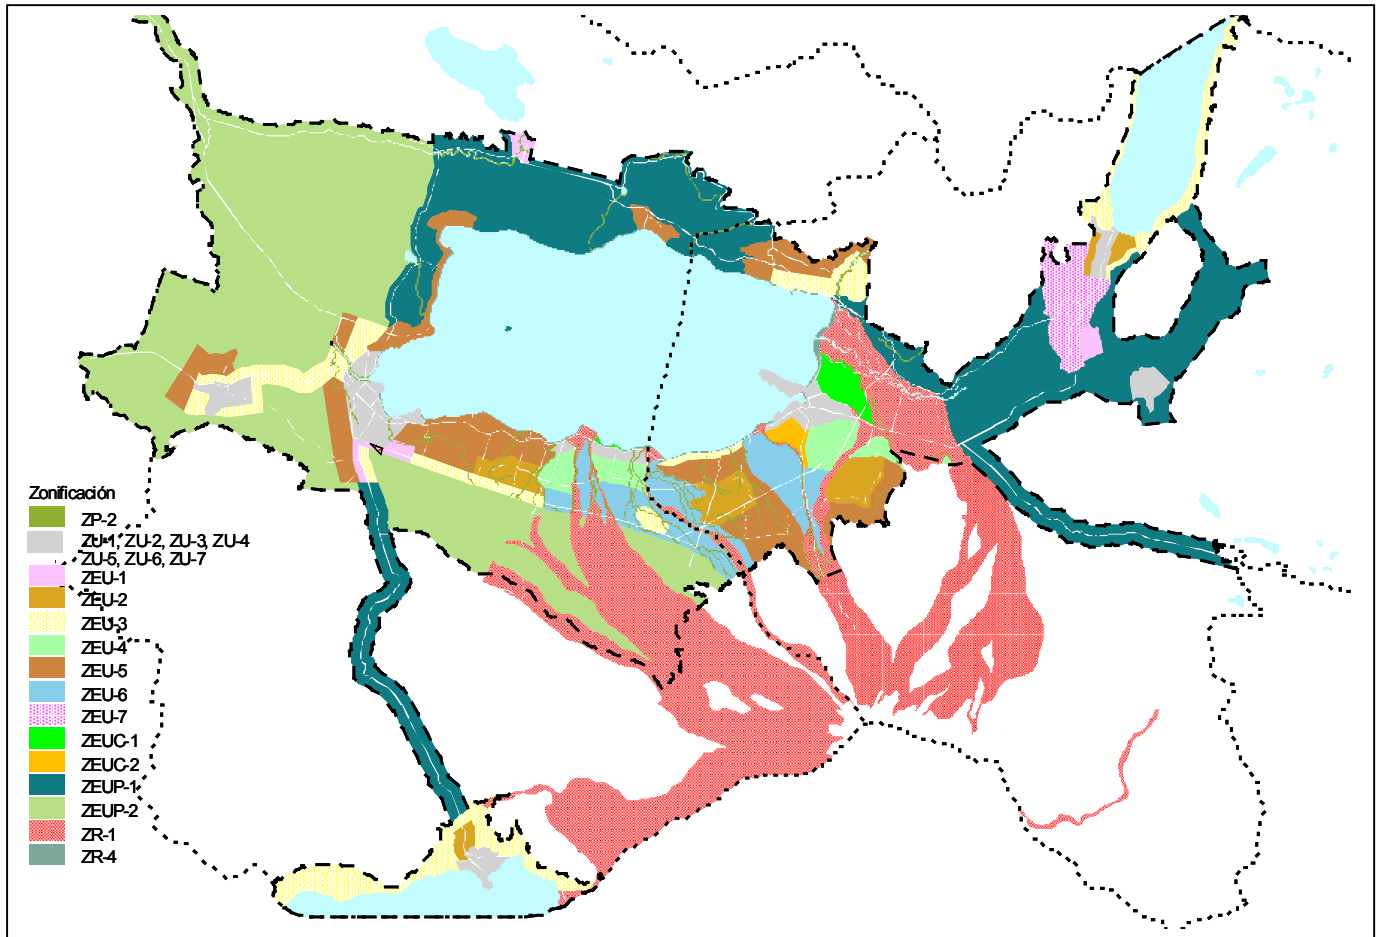 Zonificación
ZP-2
ZU-1, ZU-2, ZU-3, ZU-4
ZU-5, ZU-6, ZU-7
ZEU-1
ZEU-2
ZEU-3
ZEU-4
ZEU-5
ZEU-6
ZEU-7
ZEUC-1
ZEUC-2
ZEUP-1
ZEUP-2
ZR-1
ZR-4